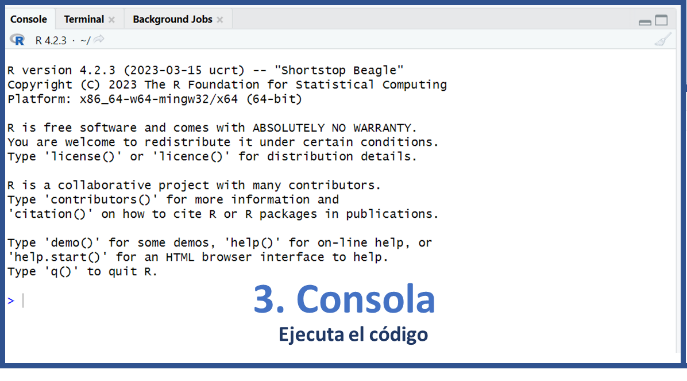 Console Terminal Background Jobs
R R 4.2.3 · ~/
R version 4.2.3 (2023-03-15 ucrt) -- "Shortstop Beagle"
Copyright (C) 2023 The R Foundation for Statistical Computing
Platform: x86_64-w64-mingw32/x64 (64-bit)
R is free software and comes with ABSOLUTELY NO WARRANTY.
You are welcome to redistribute it under certain conditions.
Type 'license()' or 'licence()' for distribution details.
R is a collaborative project with many contributors.
Type 'contributors()' for more information and
'citation()' on how to cite R or R packages in publications.
Type 'demo()' for some demos, 'help()' for on-line help, or
'help.start()' for an HTML browser interface to help.
Type 'q()' to quit R.
>
3. Consola
Ejecuta el código